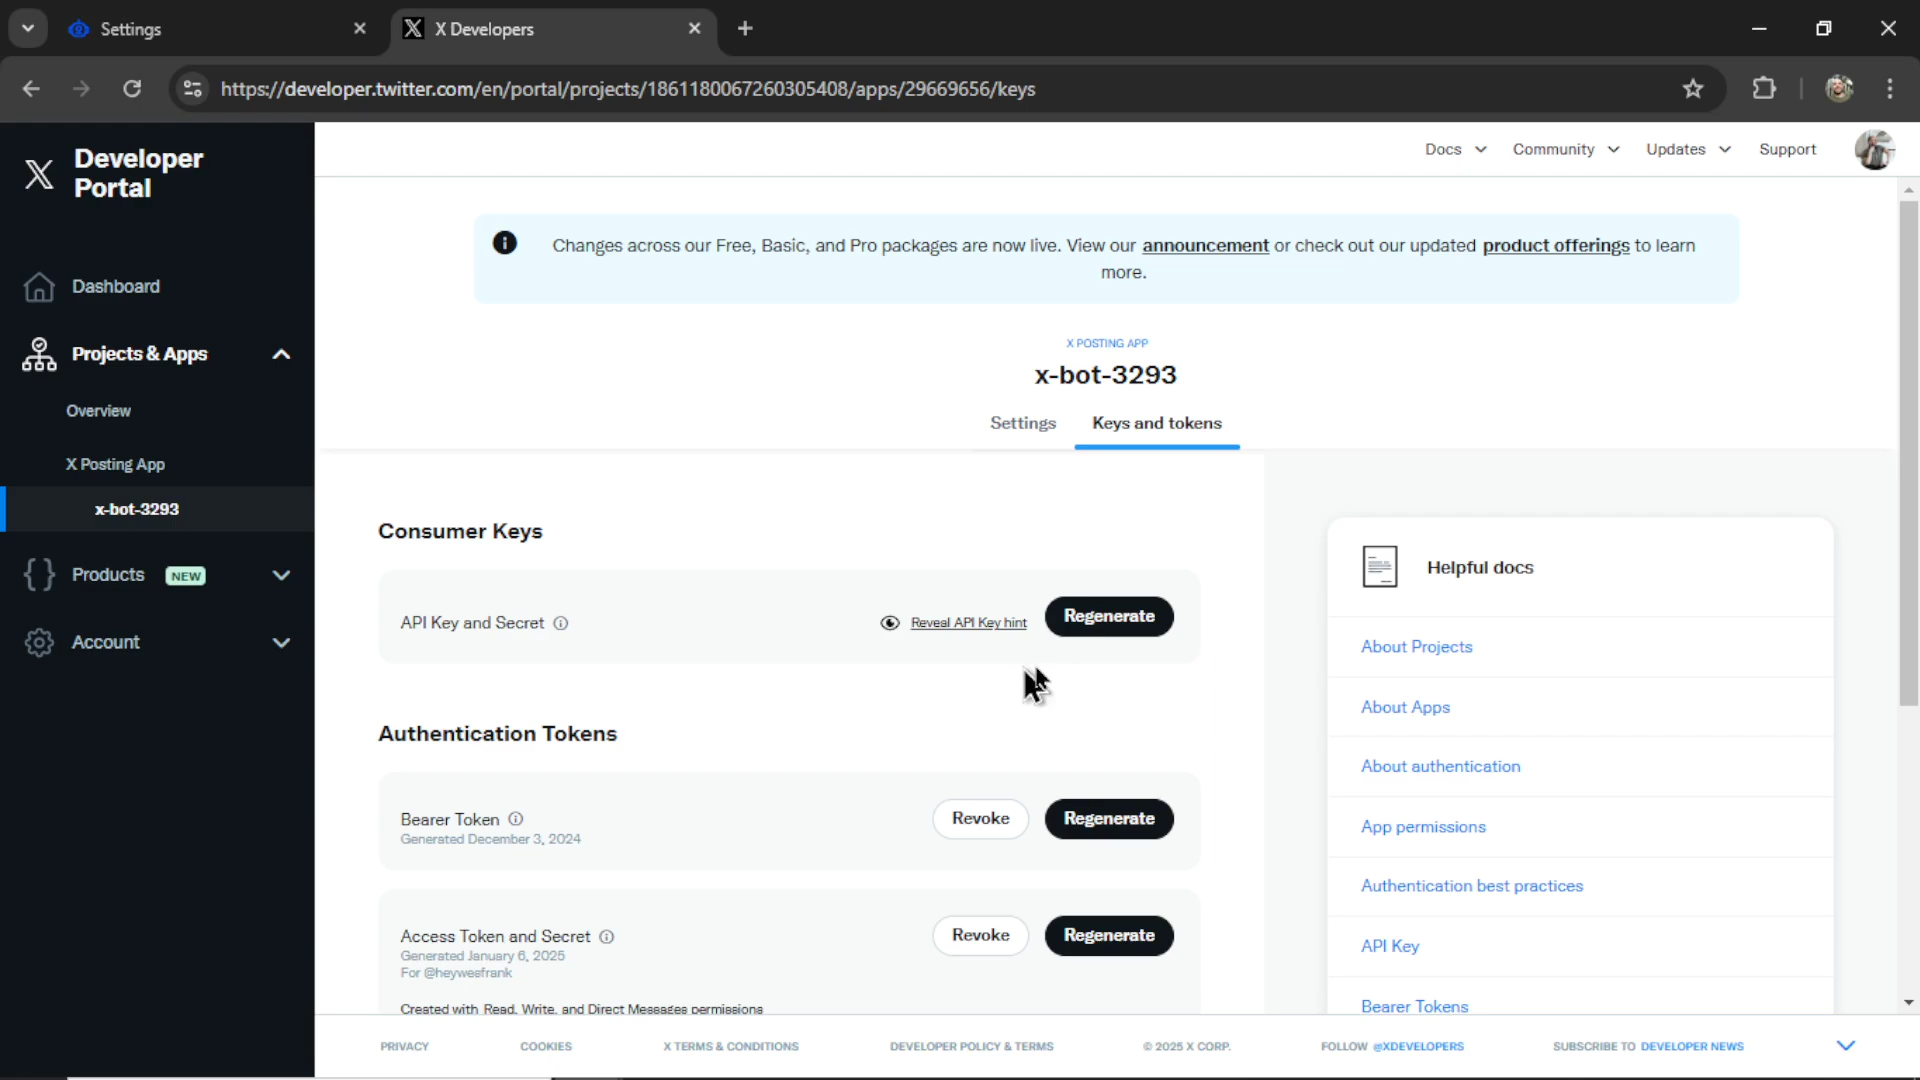 Settings
X Developers
https://developer.twitter.com/en/portal/projects/1861180067260305408/apps/29669656/keys
Developer
Portal
Docs
Community
Updates
Support
Dashboard
Projects & Apps
Overview
X Posting App
x-bot-3293
Products NEW
Account
Changes across our Free, Basic, and Pro packages are now live. View our announcement or check out our updated product offerings to learn
more.
X POSTING APP
x-bot-3293
Settings
Keys and tokens
Consumer Keys
API Key and Secret
Reveal API Key hint
Regenerate
Authentication Tokens
Bearer Token
Generated December 3, 2024
Revoke
Regenerate
Access Token and Secret
Generated January 6, 2025
For @heywesfrank
Revoke
Regenerate
Created with Read, Write, and Direct Messages permissions
Helpful docs
About Projects
About Apps
About authentication
App permissions
Authentication best practices
API Key
Bearer Tokens
PRIVACY
COOKIES
X TERMS & CONDITIONS
DEVELOPER POLICY & TERMS
© 2025 X CORP.
FOLLOW @XDEVELOPERS
SUBSCRIBE TO DEVELOPER NEWS